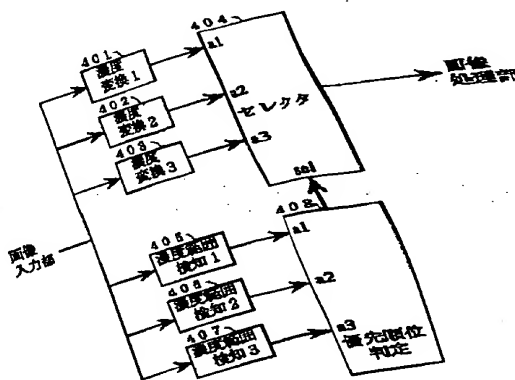 404
401
濃度
変換1
a1
402
濃度
変換2
a2
セレクタ
403
濃度
変換3
a3
sel
画像
処理部
画像
入力部
408
405
濃度範囲
検知1
a1
406
濃度範囲
検知2
a2
407
濃度範囲
検知3
a3
優先順位
判定